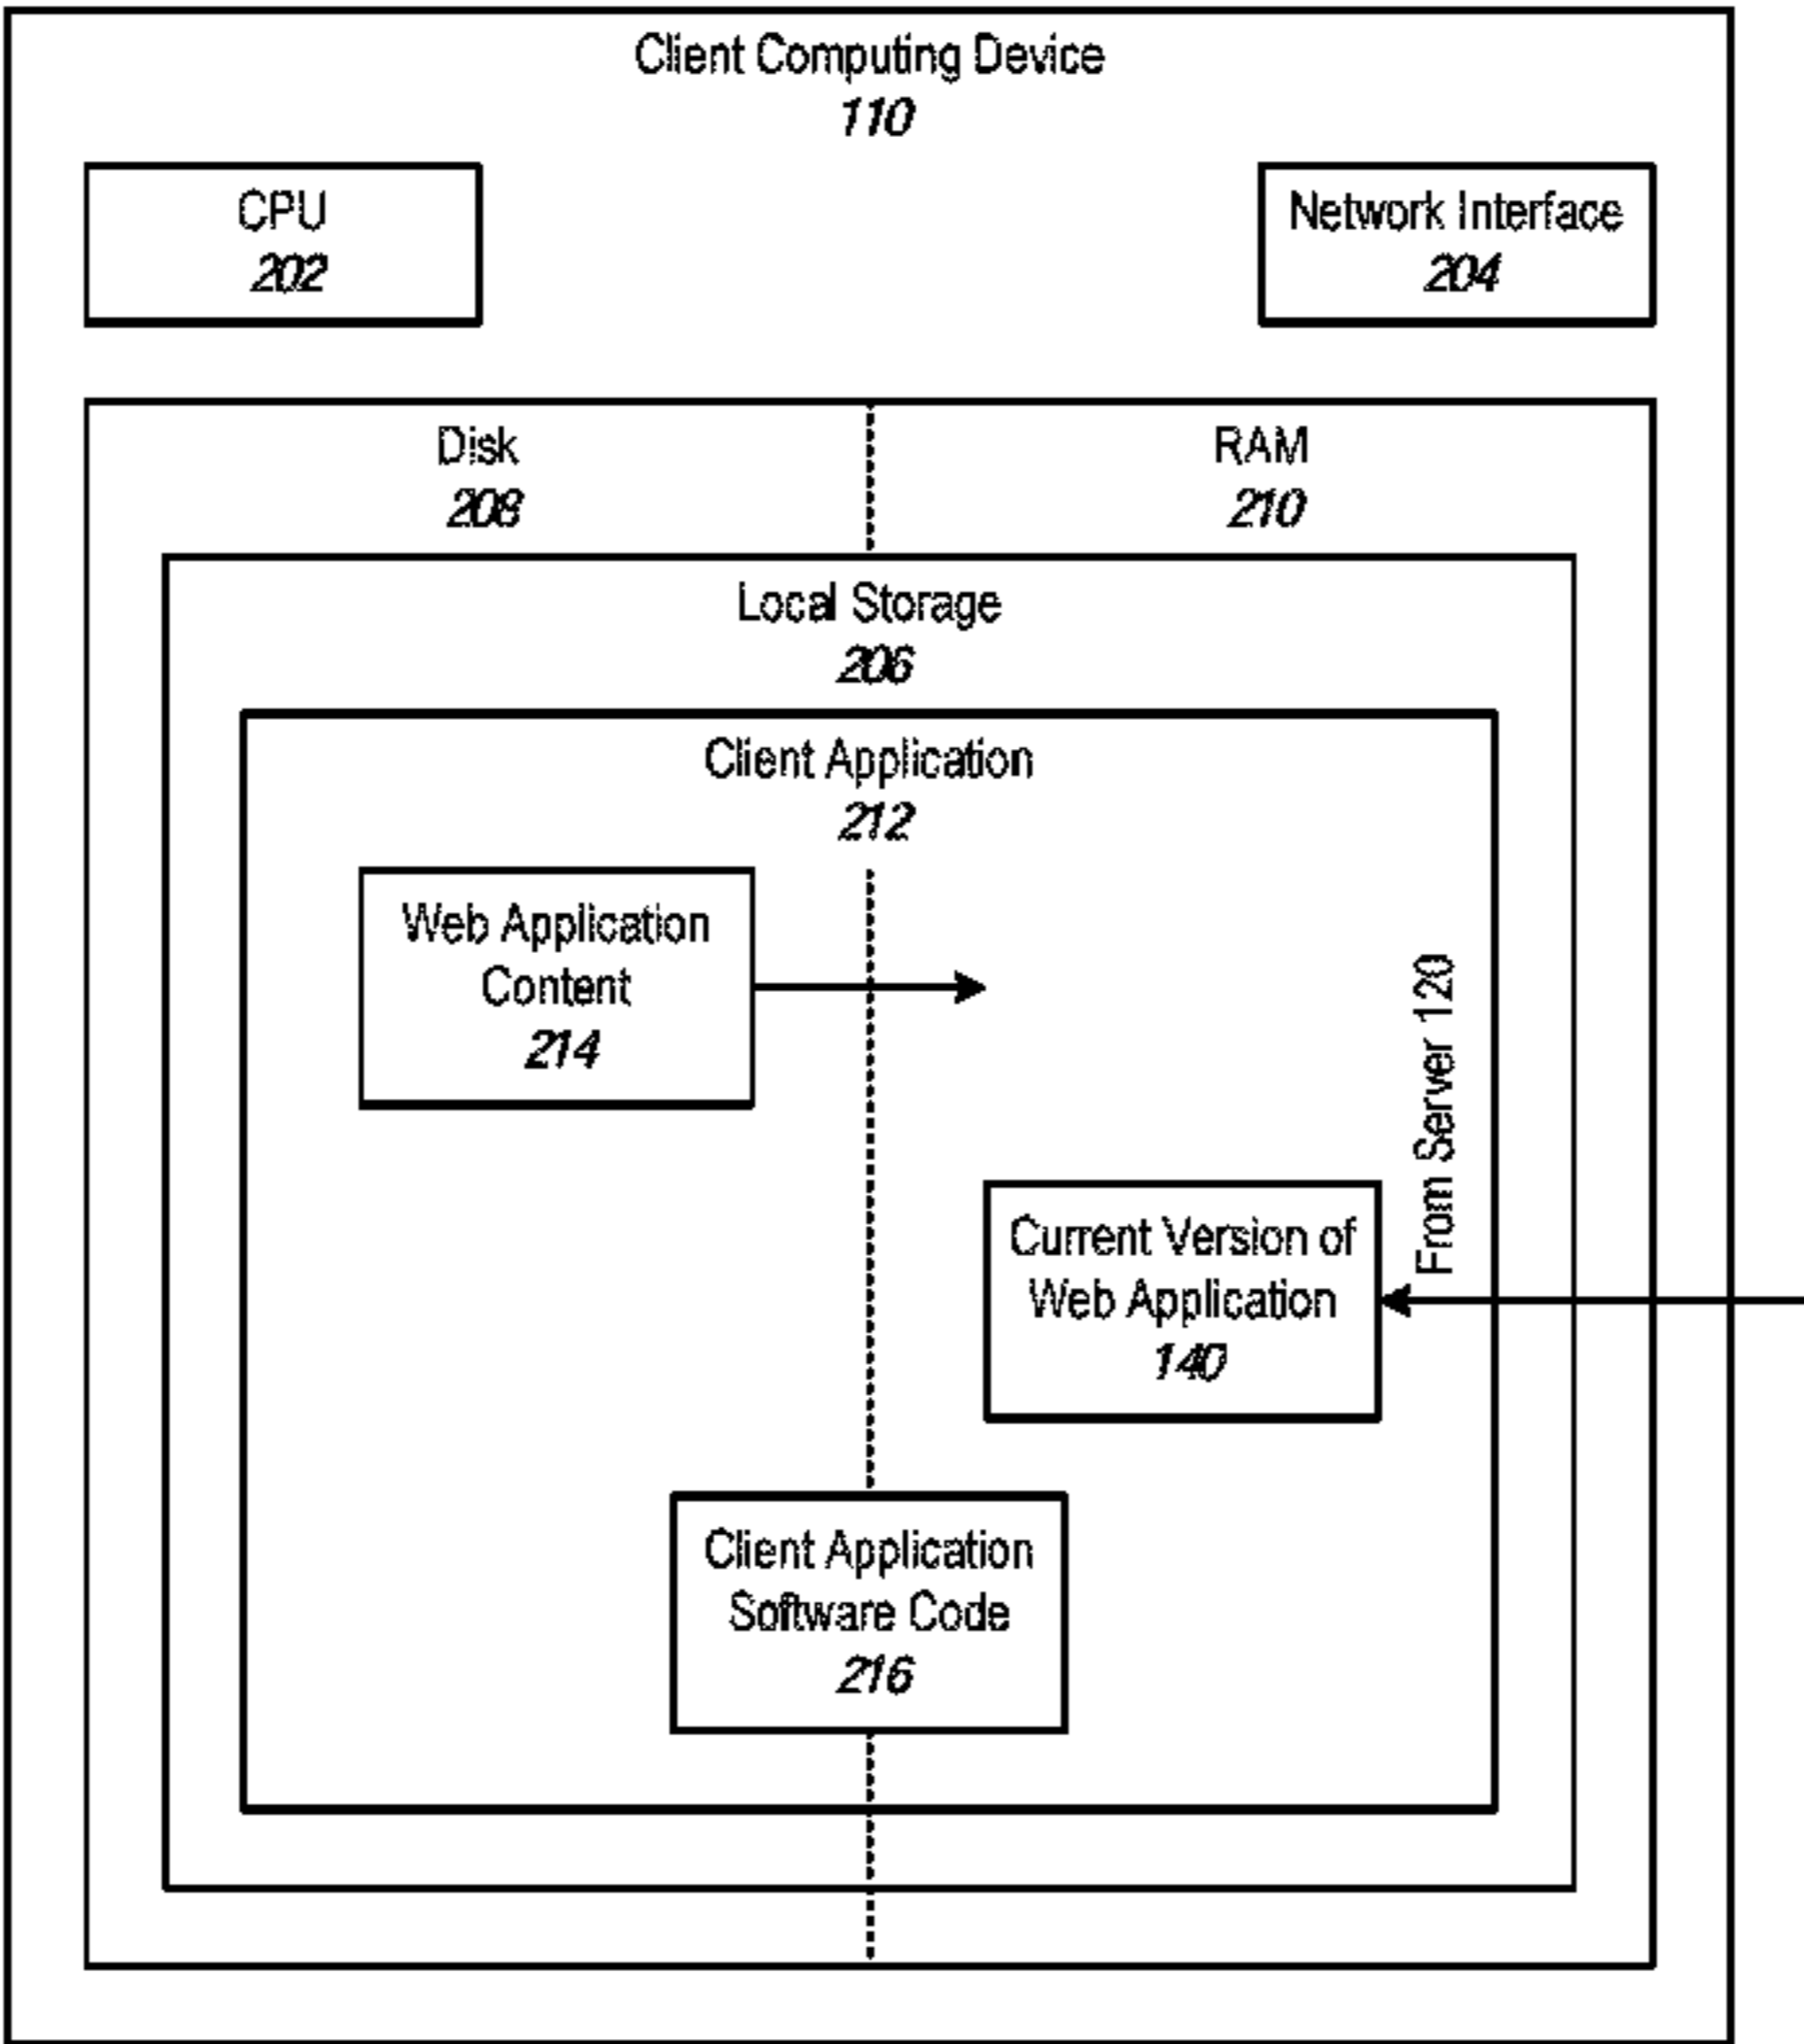 Client Computing Device
110
CPU
202
Network Interface
204
Disk
208
RAM
210
Local Storage
206
Client Application
212
Web Application
Content
214
From Server 120
Current Version of
Web Application
140
Client Application
Software Code
216